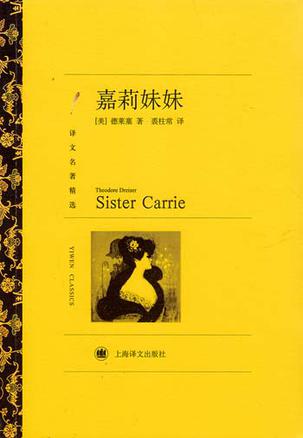 嘉莉妹妹
[美] 德莱塞 著 裘柱常 译
译文名著精选
YIWEN CLASSICS
Theodore Dreiser
Sister Carrie
上海译文出版社